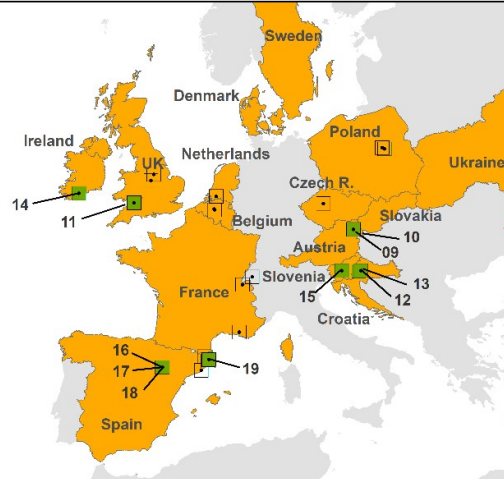 Sweden
Denmark
Ireland
UK
Netherlands
Poland
Ukraine
Czech R.
14
11
Belgium
Slovakia
10
Austria
09
France
Slovenia
13
15
12
Croatia
16
17
19
18
Spain